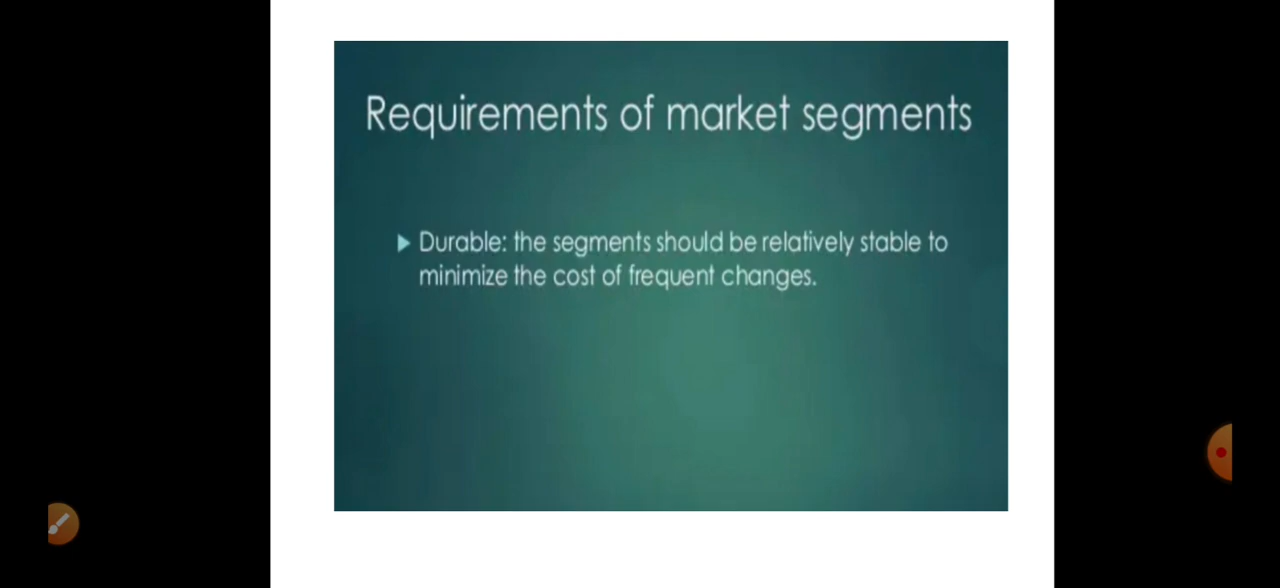 Requirements of market segments
Durable: the segments should be relatively stable to
minimize the cost of frequent changes.